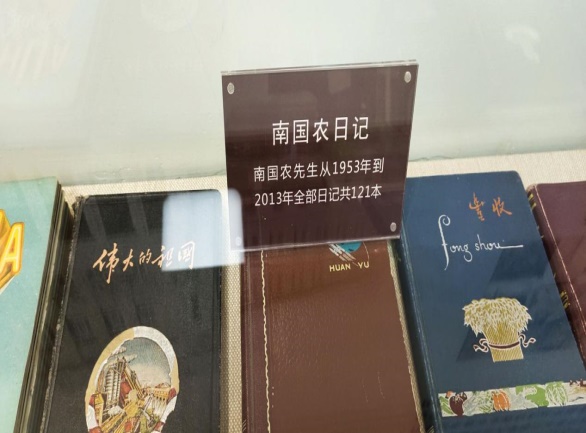 南国农日记
南国农先生从1953年到
2013年全部日记共121本
伟大的祖国
HUAN YU
丰收
fong shou